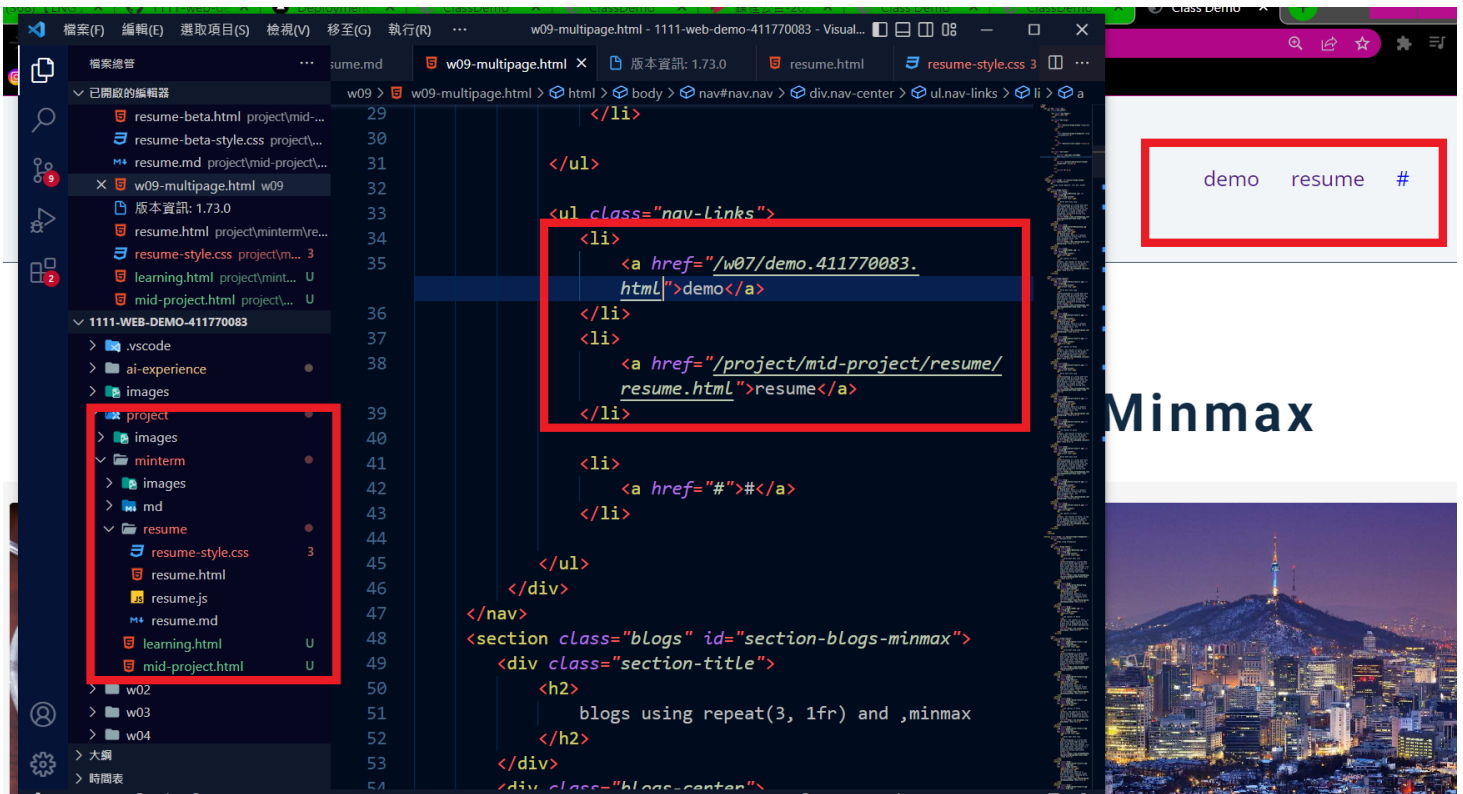 檔案(F) 編輯(E) 選取項目(S) 檢視(V) 移至(G) 執行(R) ··· w09-multipage.html - 1111-web-demo-411770083 - Visual...
檔案總管 ···
sume.md w09-multipage.html × 版本資訊: 1.73.0 resume.html resume-style.css 3 ···
w09 > w09-multipage.html > html > body > nav#nav.nav > div.nav-center > ul.nav-links > li > a
已開啟的編輯器
resume-beta.html project\mid-...
resume-beta-style.css project\...
resume.md project\mid-project\...
× w09-multipage.html w09
版本資訊: 1.73.0
resume.html project\minterm\re...
resume-style.css project\m... 3
learning.html project\mint... U
mid-project.html project\... U
1111-WEB-DEMO-411770083
.vscode
ai-experience
images
project
images
minterm
images
md
resume
resume-style.css 3
resume.html
resume.js
resume.md
learning.html U
mid-project.html U
w02
w03
w04
大綱
時間表
9
2
29 </li>
30
31 </ul>
32
33 <ul class="nav-links">
34 <li>
35 <a href="/w07/demo.411770083.
html">demo</a>
36 </li>
37 <li>
38 <a href="/project/mid-project/resume/
resume.html">resume</a>
39 </li>
40
41 <li>
42 <a href="#">#</a>
43 </li>
44
45 </ul>
46 </div>
47 </nav>
48 <section class="blogs" id="section-blogs-minmax">
49 <div class="section-title">
50 <h2>
51 blogs using repeat(3, 1fr) and ,minmax
52 </h2>
53 </div>
54 <div class="blogs-center">
Class Demo ×
demo resume #
Minmax